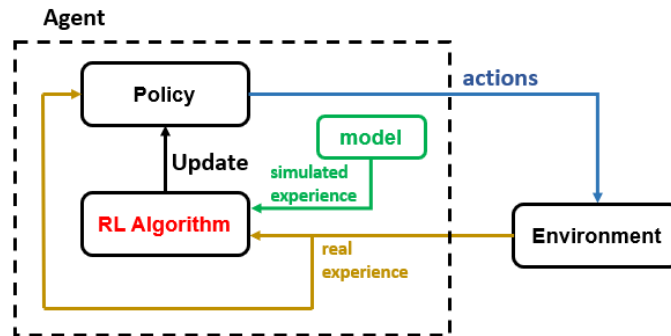 Agent
Policy
actions
model
Update
simulated
experience
RL Algorithm
Environment
real
experience